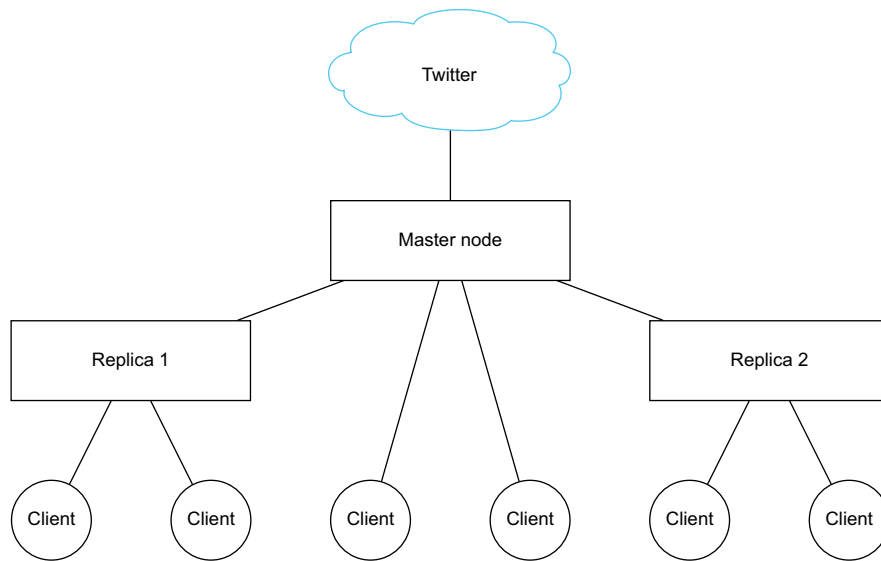 Twitter
Master node
Replica 1
Replica 2
Client
Client
Client
Client
Client
Client